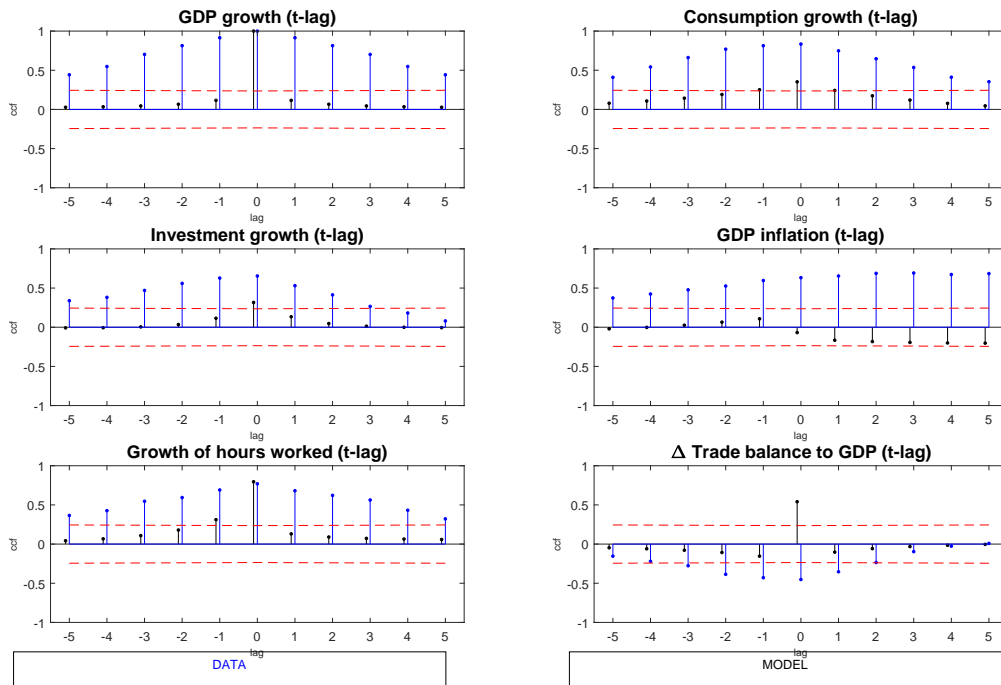 GDP growth (t-lag)
1
0.5
0
-0.5
-1
ccf
-5 -4 -3 -2 -1 0 1 2 3 4 5
lag
Consumption growth (t-lag)
1
0.5
0
-0.5
-1
ccf
-5 -4 -3 -2 -1 0 1 2 3 4 5
lag
Investment growth (t-lag)
1
0.5
0
-0.5
-1
ccf
-5 -4 -3 -2 -1 0 1 2 3 4 5
lag
GDP inflation (t-lag)
1
0.5
0
-0.5
-1
ccf
-5 -4 -3 -2 -1 0 1 2 3 4 5
lag
Growth of hours worked (t-lag)
1
0.5
0
-0.5
-1
ccf
-5 -4 -3 -2 -1 0 1 2 3 4 5
lag
Δ Trade balance to GDP (t-lag)
1
0.5
0
-0.5
-1
ccf
-5 -4 -3 -2 -1 0 1 2 3 4 5
lag
DATA
MODEL